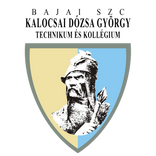 BAJAI SZC
KALOCSAI DÓZSA GYÖRGY
TECHNIKUM ÉS KOLLÉGIUM